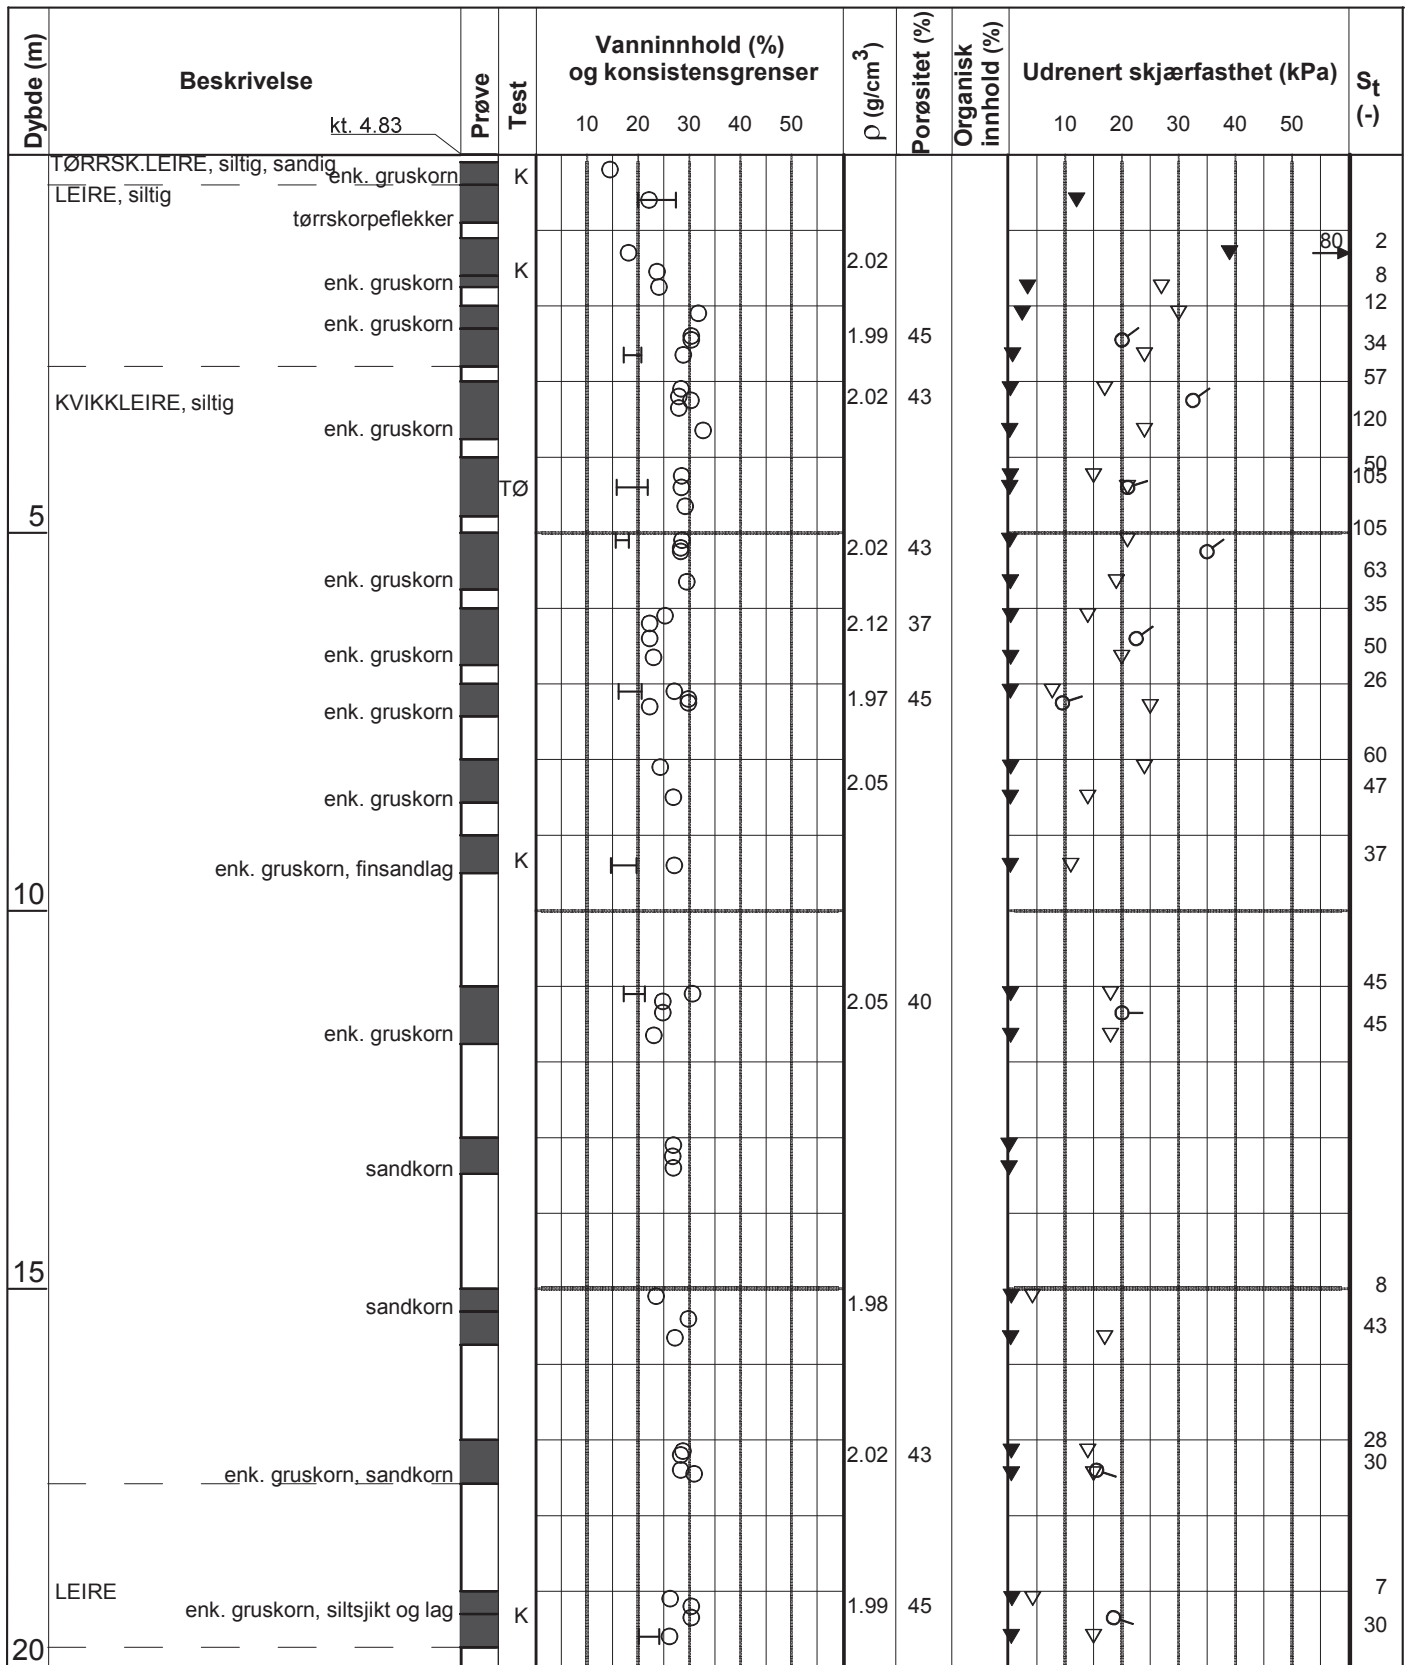 Dybde (m)
Beskrivelse
kt. 4.83
Prøve
Test
Vanninnhold (%)
og konsistensgrenser
10 20 30 40 50
ρ (g/cm3)
Porøsitet (%)
Organisk
innhold (%)
Udrenert skjærfasthet (kPa)
10 20 30 40 50
St
(-)
TØRRSK.LEIRE, siltig, sandig
enk. gruskorn K
LEIRE, siltig
tørrskorpeflekker
80 2
2.02
K
8
enk. gruskorn
12
enk. gruskorn
1.99 45
34
57
KVIKKLEIRE, siltig
2.02 43
120
enk. gruskorn
50
105
TØ
5
105
2.02 43
63
enk. gruskorn
35
2.12 37
50
enk. gruskorn
26
1.97 45
enk. gruskorn
60
2.05
47
enk. gruskorn
K
37
enk. gruskorn, finsandlag
10
45
2.05 40
45
enk. gruskorn
sandkorn
15
8
sandkorn
1.98
43
28
2.02 43
30
enk. gruskorn, sandkorn
7
LEIRE
1.99 45
enk. gruskorn, siltsjikt og lag
K
30
20